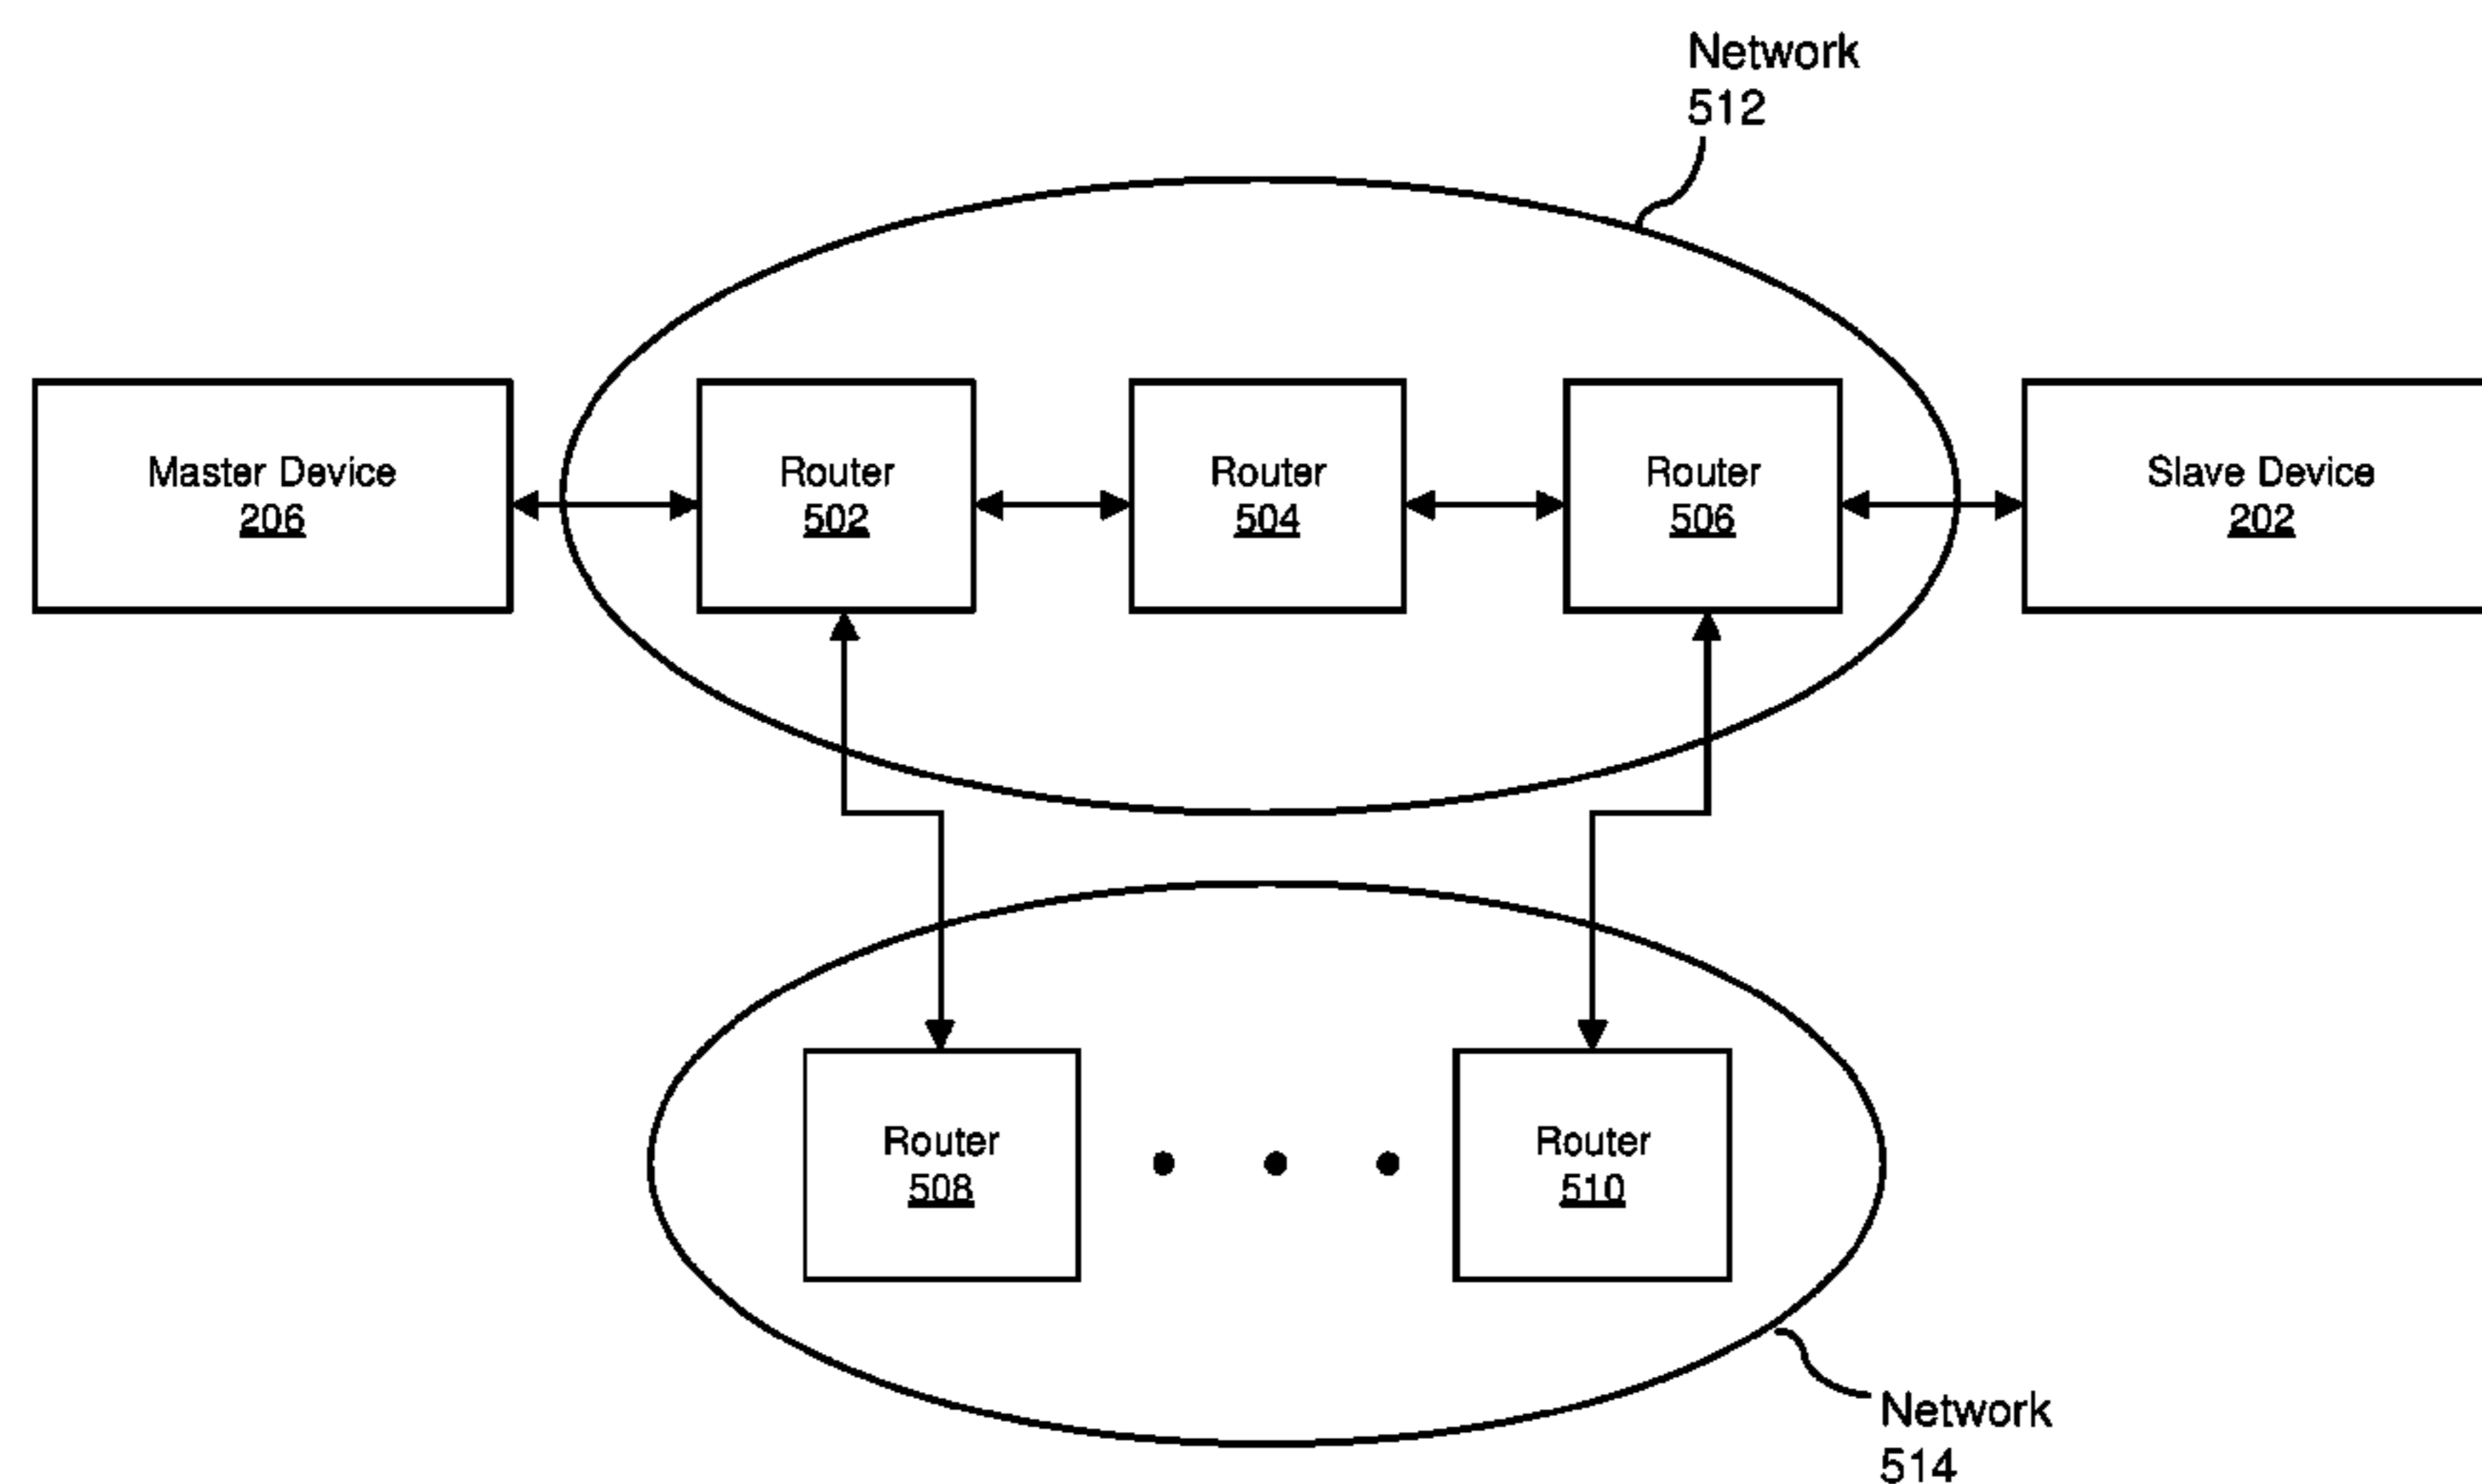 Network
512
Master Device
206
Router
502
Router
504
Router
506
Slave Device
202
Router
508
Router
510
Network
514